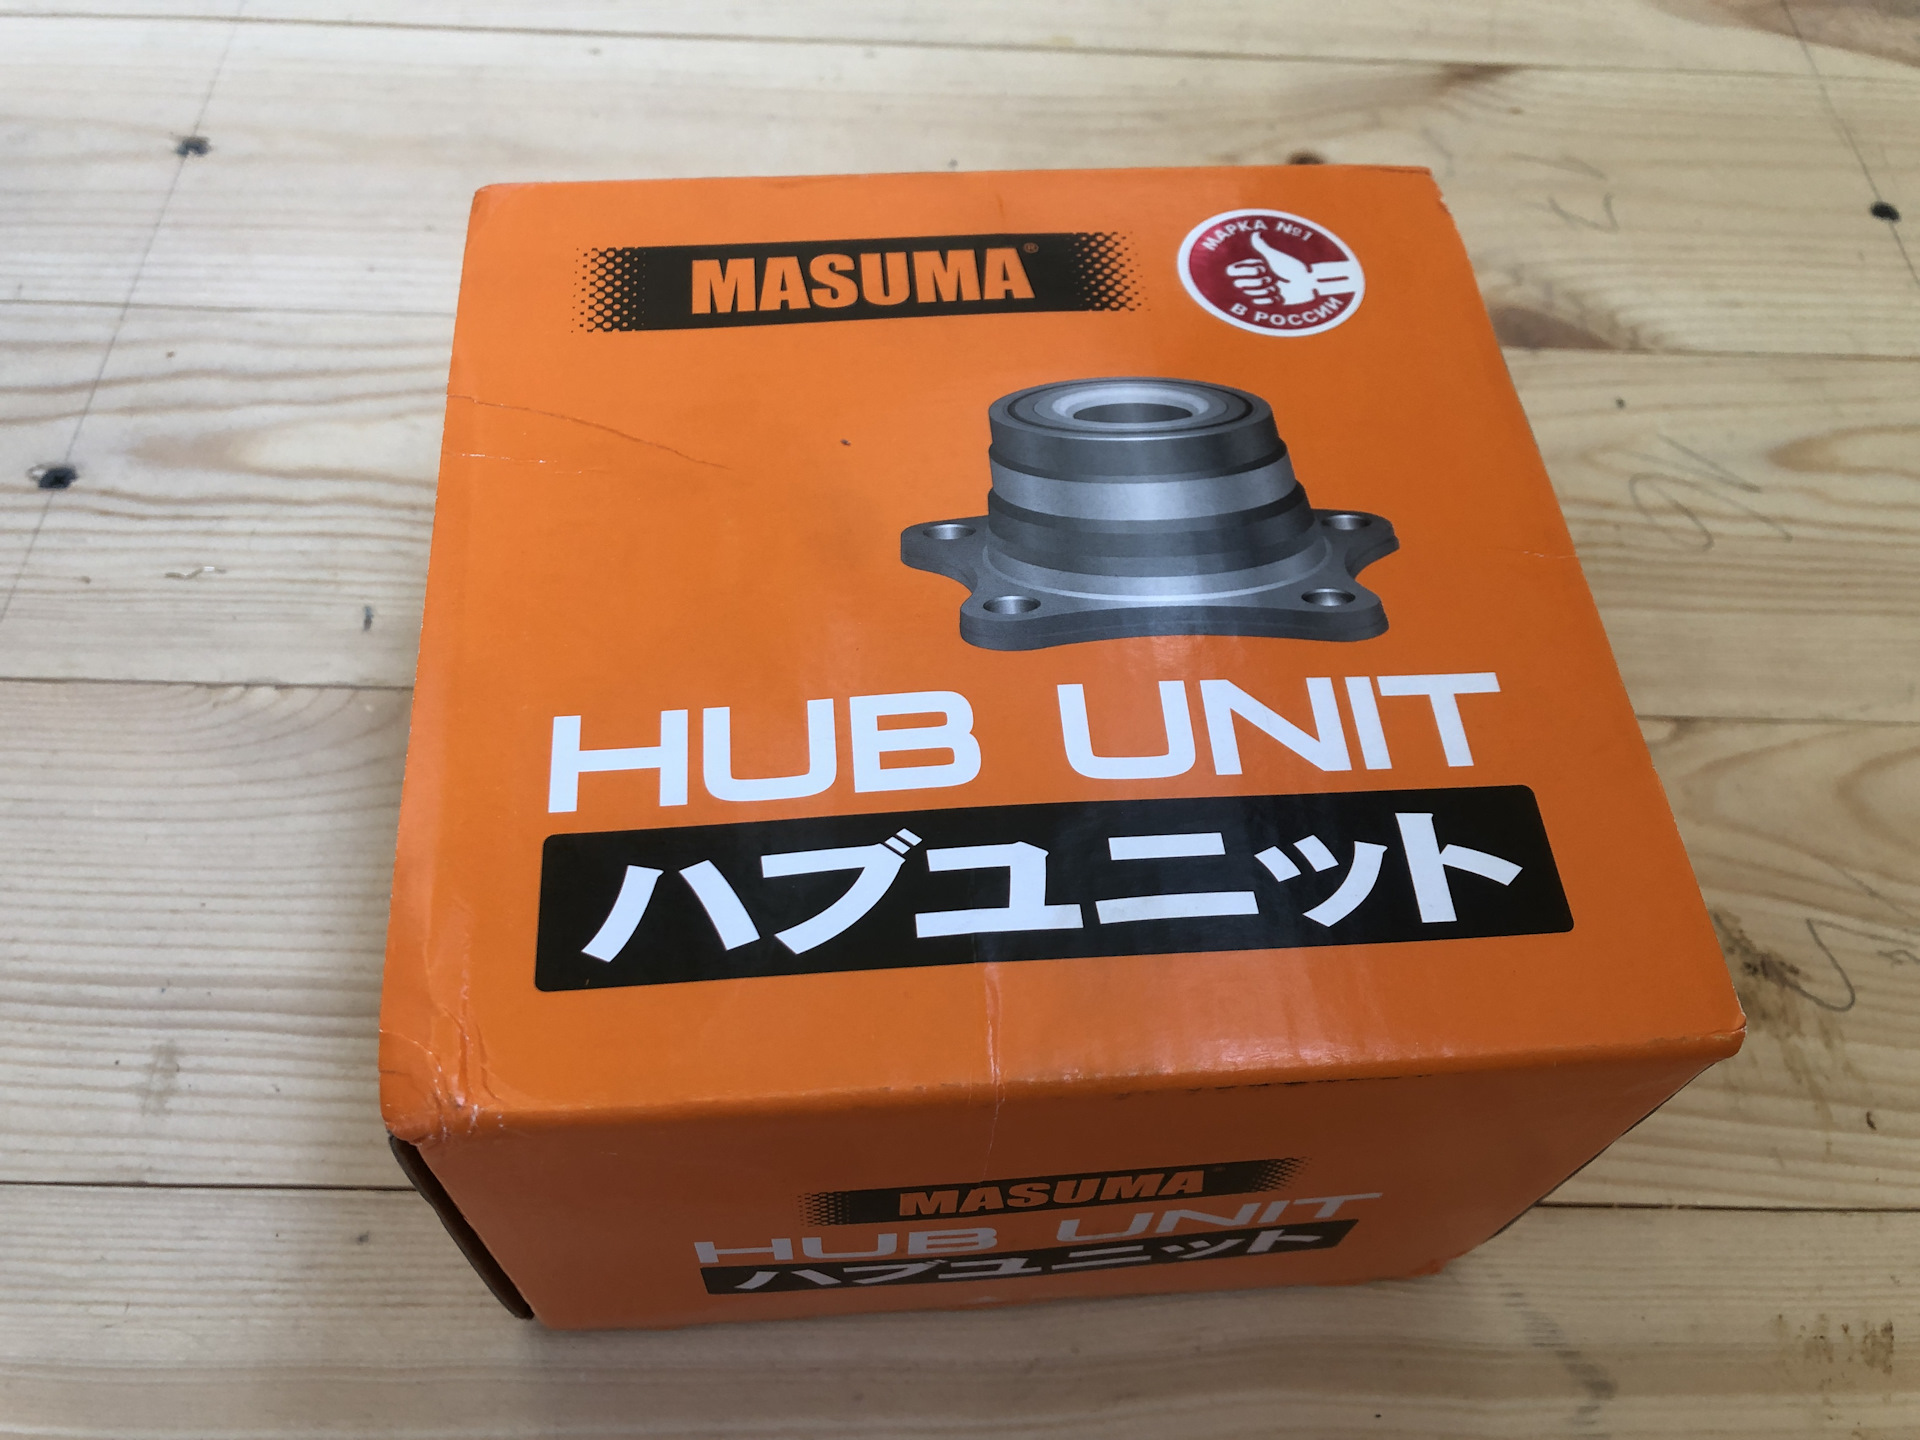 MASUMA®
МАРКА №1
В РОССИИ
HUB UNIT
ハブユニット
MASUMA
HUB UNIT
ハブユニット